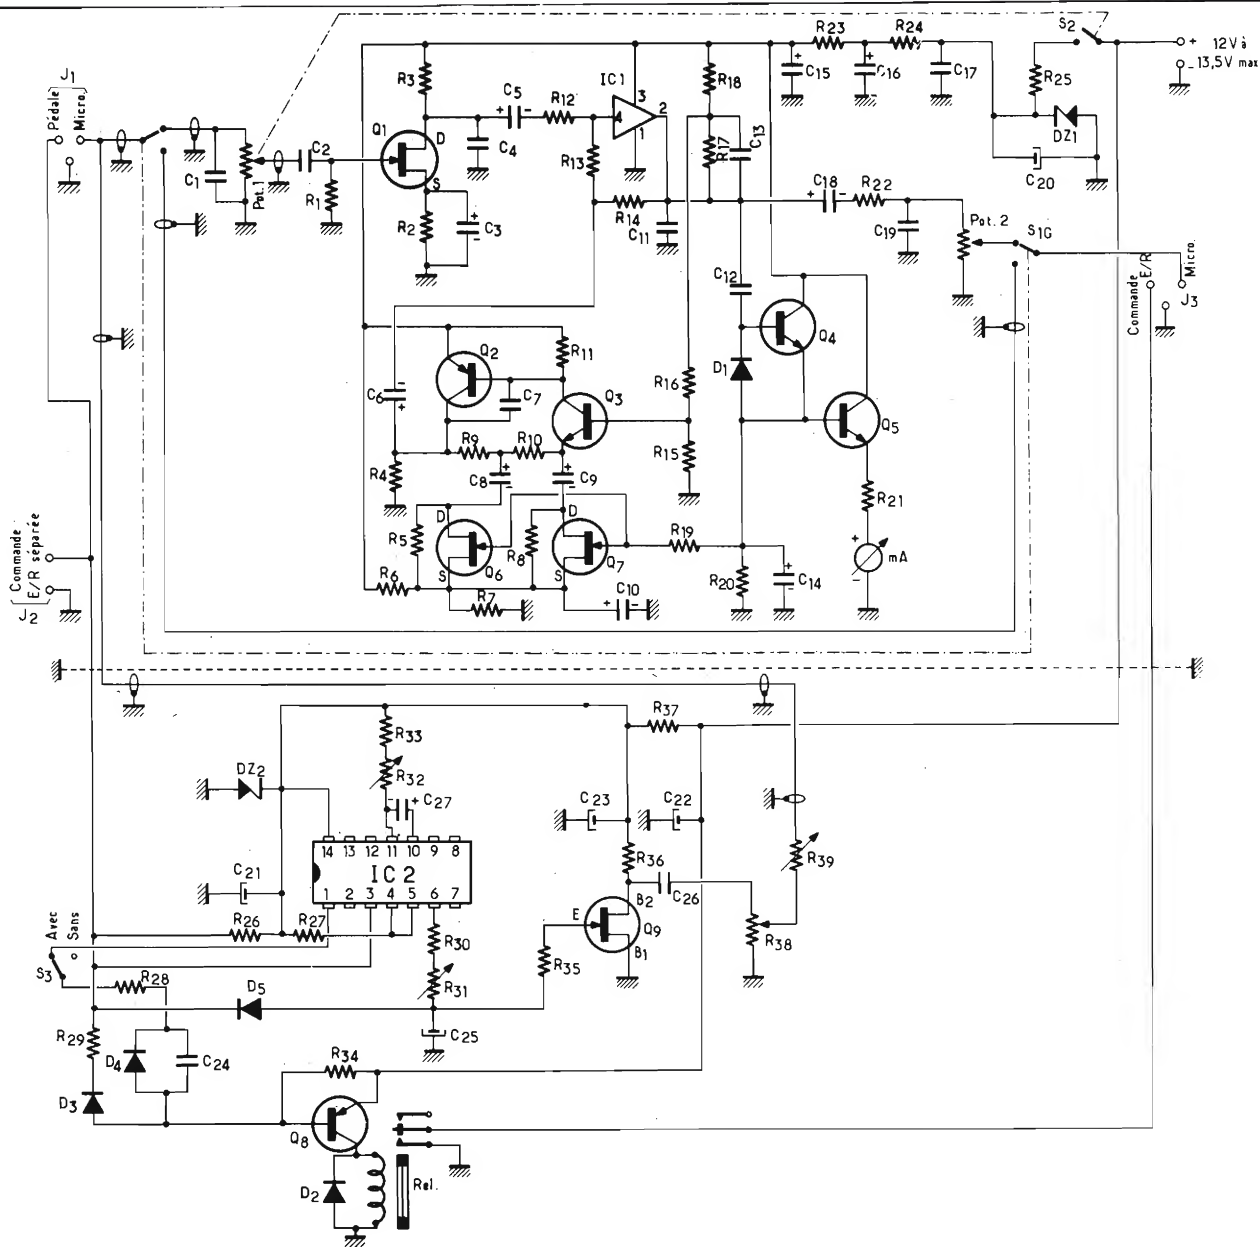 S2
+ 12V à
- 13,5V max
R23
R24
J1
Pédale
Micro
R3
IC1
R18
+
C15
+
C16
C17
R25
DZ1
C5
+ -
R12
3
4
2
1
Q1
D
S
C4
R13
R17
C13
C2
C1
Pot.1
R1
R2
+
C3
-
R14
C11
C18
+ -
R22
C20
C19
Pot. 2
S1G
Commande
E/R
Micro.
J3
C12
Q4
R11
Q2
D1
R16
-
C6
+
C7
Q3
Q5
R9
R10
R15
R4
+
C8
-
+
C9
-
R21
Commande
E/R séparée
J2
D
R5
Q6
S
D
R8
Q7
S
R19
+
mA
-
R6
R7
C10
+ -
R20
+
C14
-
R37
R33
DZ2
R32
- +
C27
C23
C22
14 13 12 11 10 9 8
IC2
1 2 3 4 5 6 7
R36
R39
C21
C26
Avec
Sans
R26
R27
E
B2
Q9
B1
R38
R30
S3
R28
R35
R31
D5
R29
C25
D4
C24
R34
D3
Q8
D2
Rel.